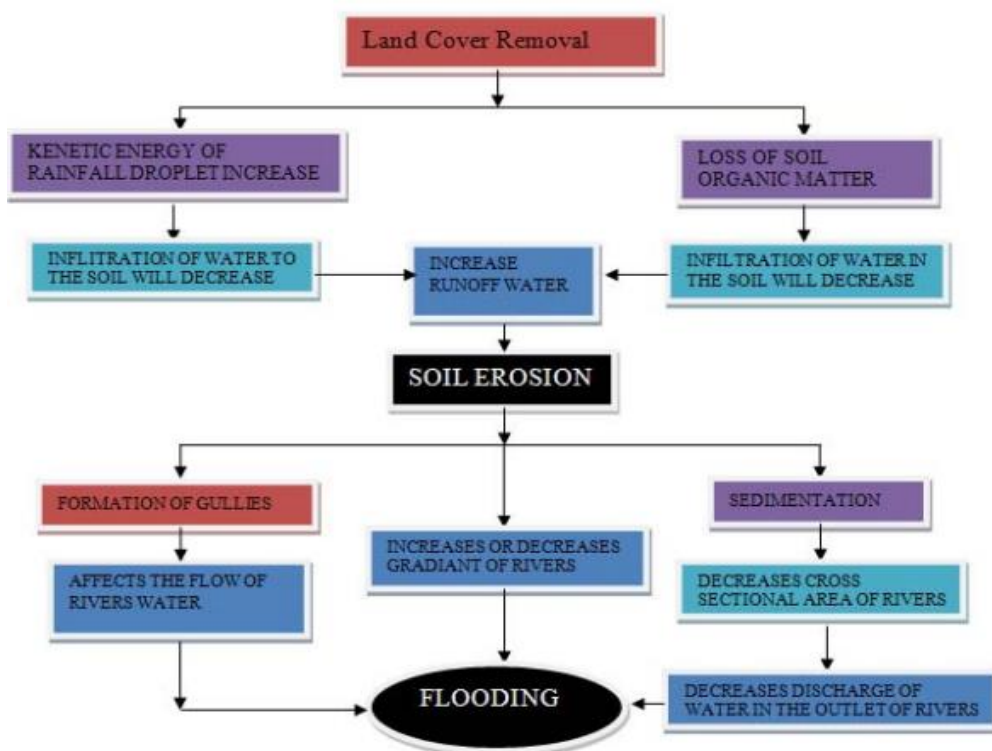 Land Cover Removal
KENETIC ENERGY OF
RAINFALL DROPLET INCREASE
LOSS OF SOIL
ORGANIC MATTER
INFLITRATION OF WATER TO
THE SOIL WILL DECREASE
INCREASE
RUNOFF WATER
INFILTRATION OF WATER IN
THE SOIL WILL DECREASE
SOIL EROSION
FORMATION OF GULLIES
SEDIMENTATION
INCREASES OR DECREASES
GRADIANT OF RIVERS
AFFECTS THE FLOW OF
RIVERS WATER
DECREASES CROSS
SECTIONAL AREA OF RIVERS
FLOODING
DECREASES DISCHARGE OF
WATER IN THE OUTLET OF RIVERS